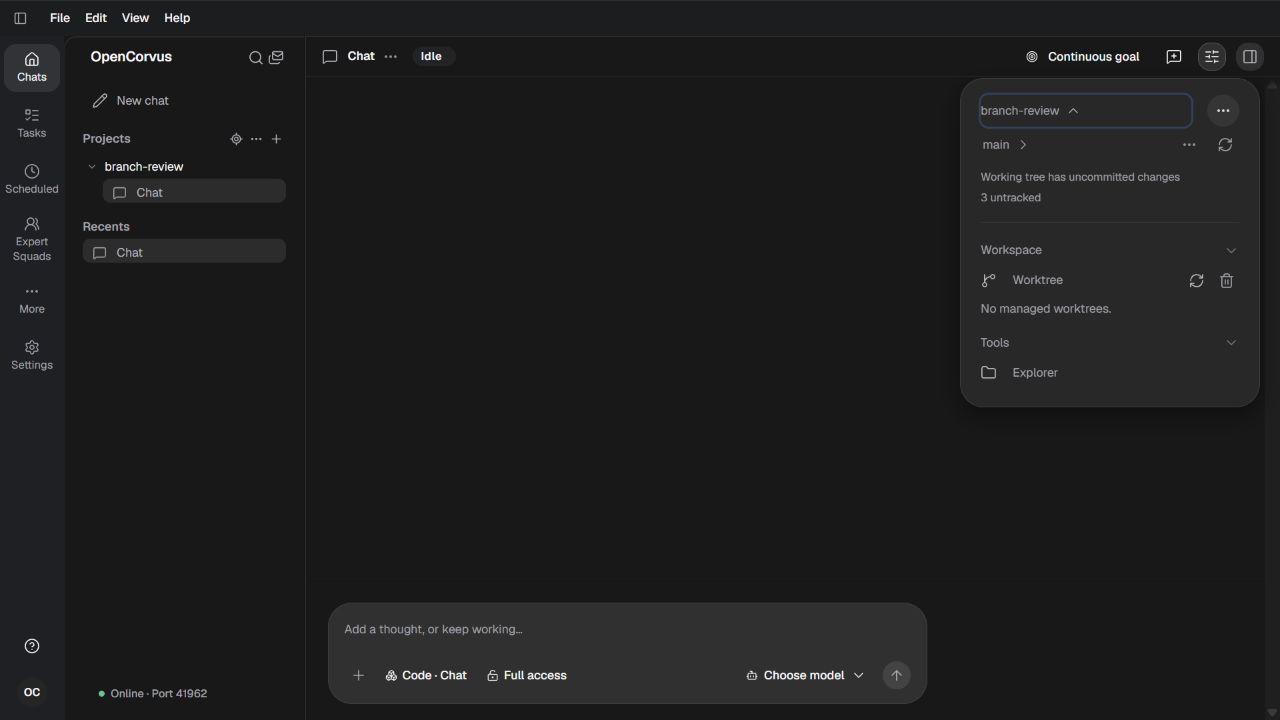 File Edit View Help
OpenCorvus
Chat
Idle
Continuous goal
Chats
Tasks
Scheduled
Expert
Squads
More
Settings
OC
New chat
Projects
branch-review
Chat
Recents
Chat
Online · Port 41962
branch-review
main
Working tree has uncommitted changes
3 untracked
Workspace
Worktree
No managed worktrees.
Tools
Explorer
Add a thought, or keep working...
Code · Chat
Full access
Choose model